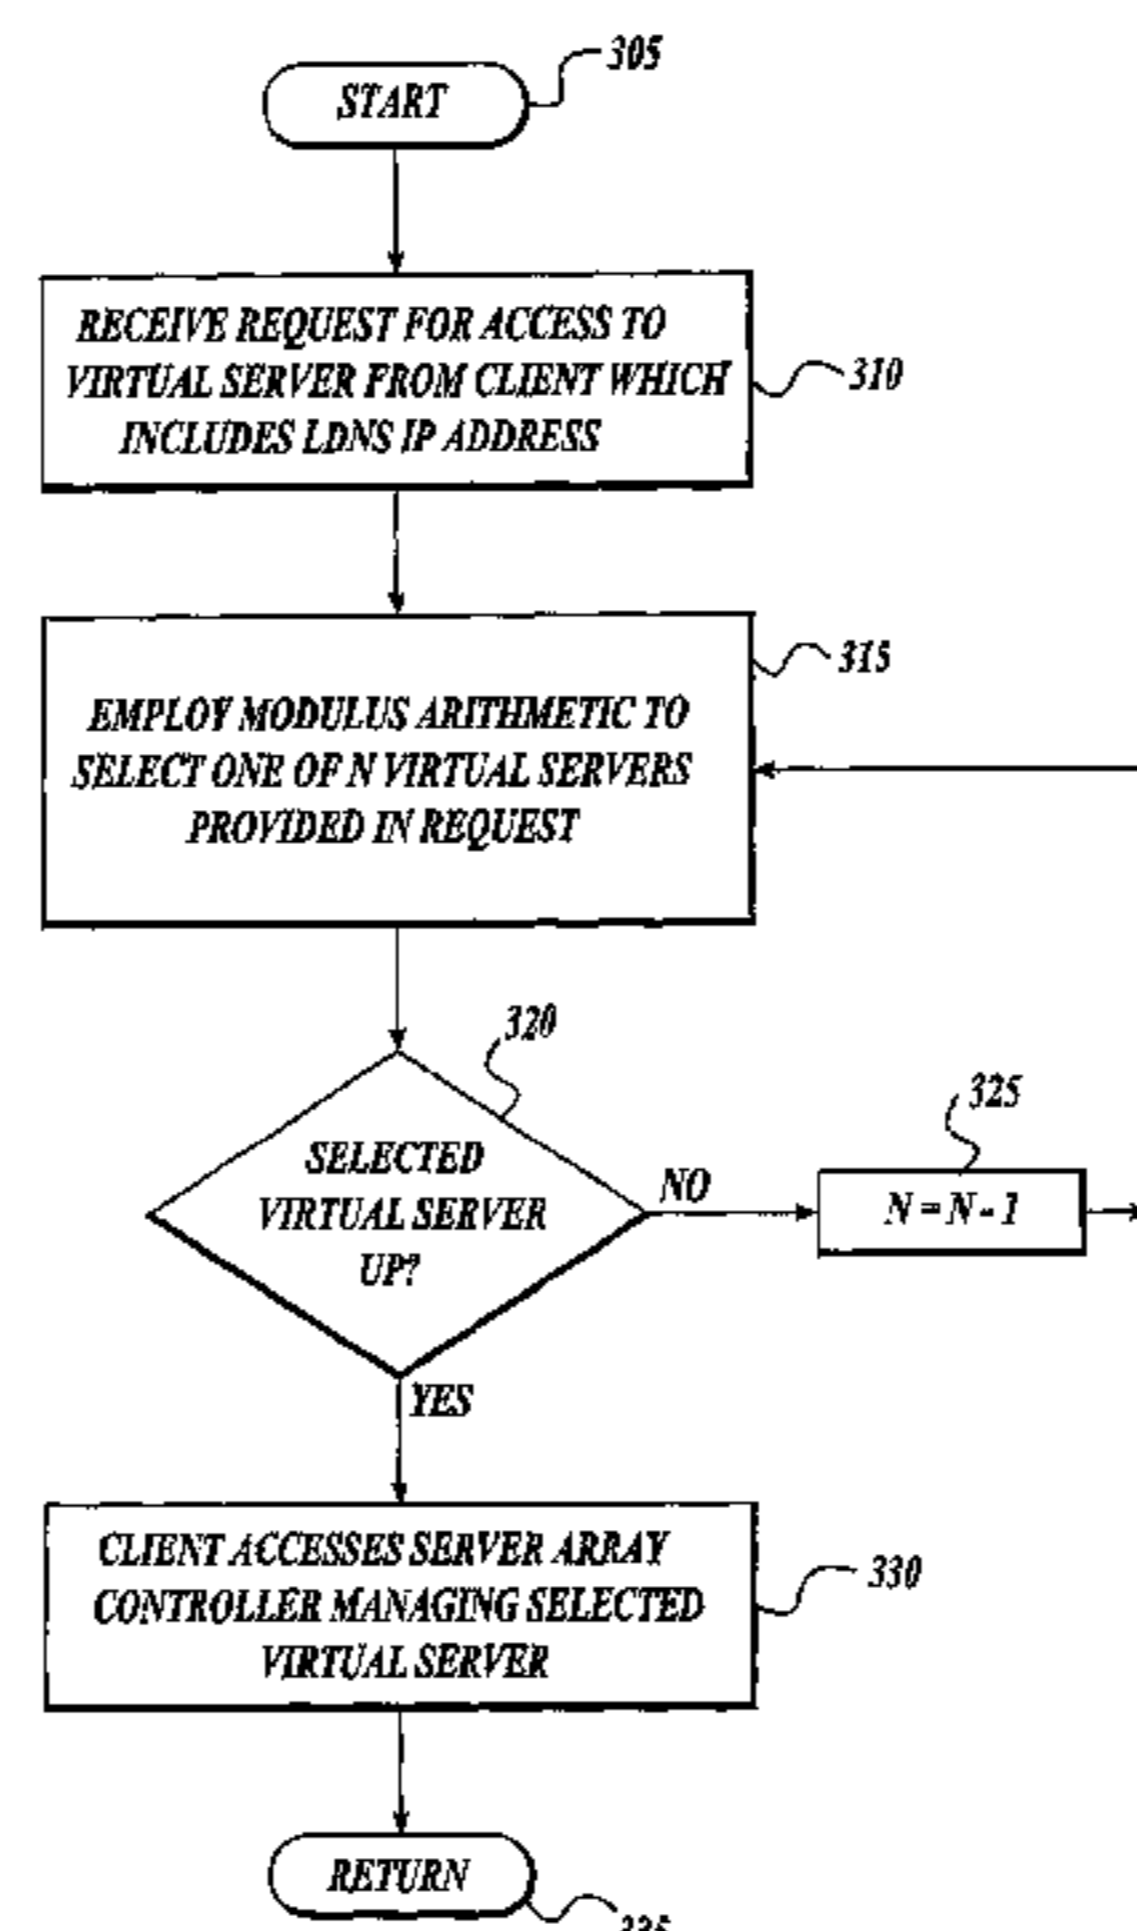 305
START
RECEIVE REQUEST FOR ACCESS TO
VIRTUAL SERVER FROM CLIENT WHICH
INCLUDES LDNS IP ADDRESS
310
315
EMPLOY MODULUS ARITHMETIC TO
SELECT ONE OF N VIRTUAL SERVERS
PROVIDED IN REQUEST
320
SELECTED
VIRTUAL SERVER
UP?
NO
325
N = N - 1
YES
CLIENT ACCESSES SERVER ARRAY
CONTROLLER MANAGING SELECTED
VIRTUAL SERVER
330
RETURN